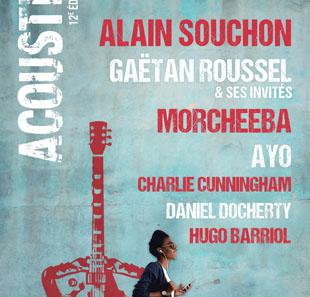 ACOUSTI
12E ÉD
ALAIN SOUCHON
GAËTAN ROUSSEL
& SES INVITÉS
MORCHEEBA
AYO
CHARLIE CUNNINGHAM
DANIEL DOCHERTY
HUGO BARRIOL